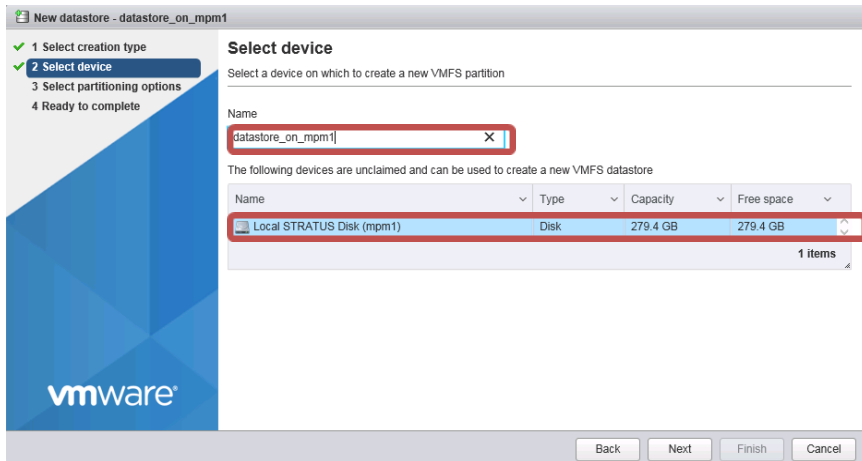 New datastore - datastore_on_mpm1
1 Select creation type
2 Select device
3 Select partitioning options
4 Ready to complete
Select device
Select a device on which to create a new VMFS partition
Name
datastore_on_mpm1
The following devices are unclaimed and can be used to create a new VMFS datastore
Name Type Capacity Free space
Local STRATUS Disk (mpm1) Disk 279.4 GB 279.4 GB
1 items
vmware®
Back Next Finish Cancel